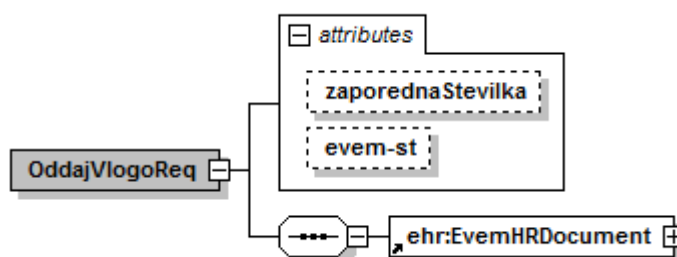 attributes
zaporednaStevilka
evem-st
OddajVlogoReq
ehr:EvemHRDocument